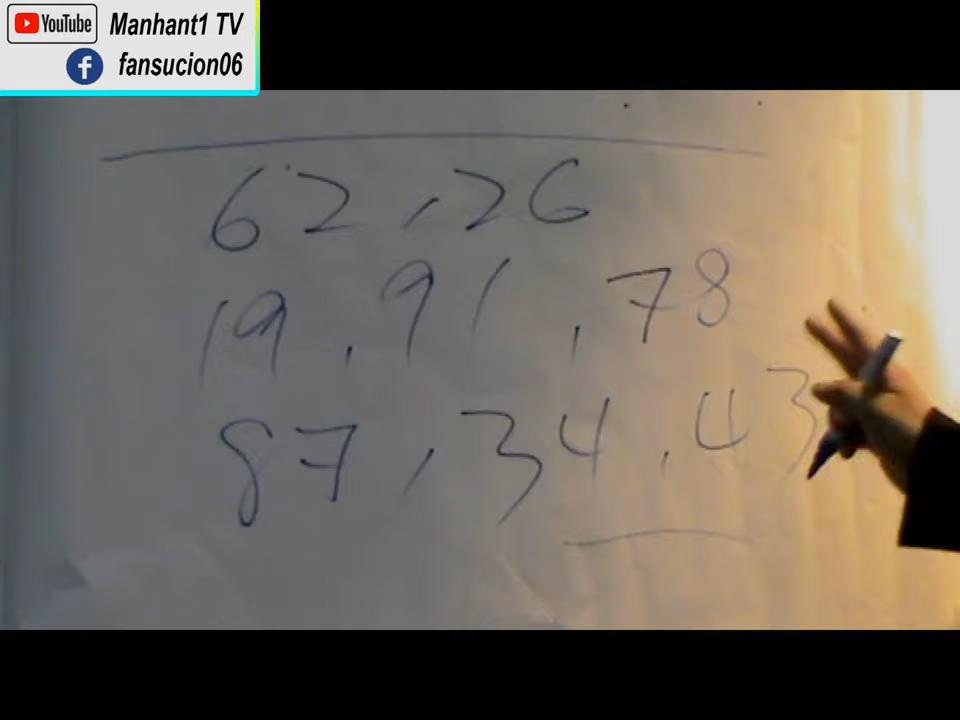 YouTube Manhant1 TV
fansucion06
62,26
19,91,78
87,34,43